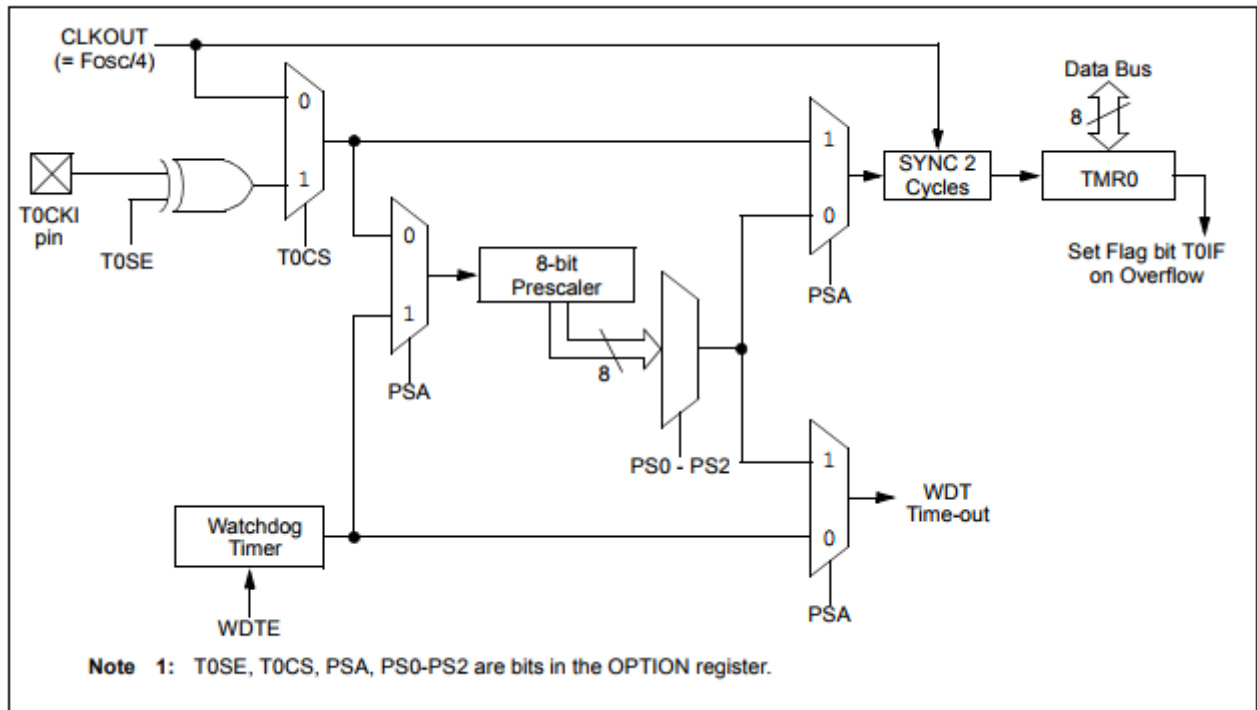 CLKOUT
(= Fosc/4)
0
1
T0CKI
pin
T0SE
T0CS
0
1
PSA
8-bit
Prescaler
8
PS0 - PS2
1
0
PSA
SYNC 2
Cycles
Data Bus
8
TMR0
Set Flag bit T0IF
on Overflow
Watchdog
Timer
WDTE
1
0
PSA
WDT
Time-out
Note 1: T0SE, T0CS, PSA, PS0-PS2 are bits in the OPTION register.